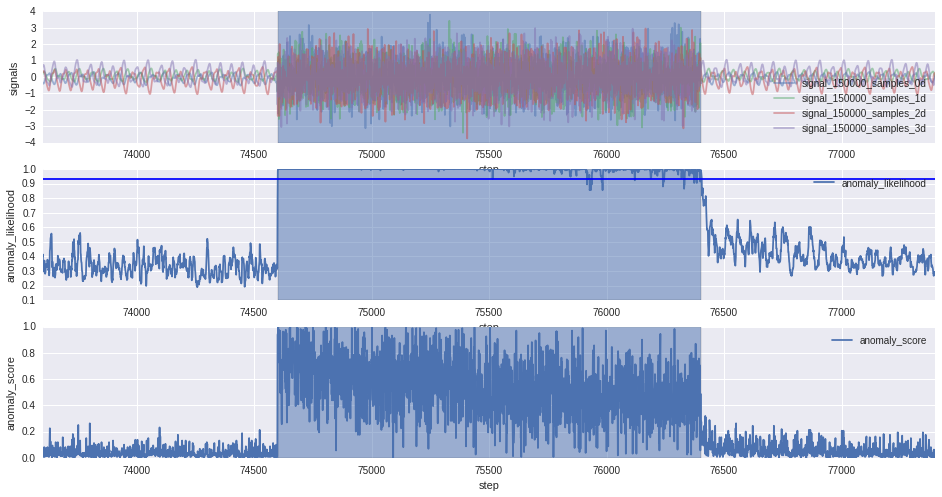 4
3
2
1
0
−1
−2
−3
−4
signals
signal_150000_samples_0d
signal_150000_samples_1d
signal_150000_samples_2d
signal_150000_samples_3d
74000 74500 75000 75500 76000 76500 77000
step
1.0
0.9
0.8
0.7
0.6
0.5
0.4
0.3
0.2
0.1
anomaly_likelihood
anomaly_likelihood
74000 74500 75000 75500 76000 76500 77000
step
1.0
0.8
0.6
0.4
0.2
0.0
anomaly_score
anomaly_score
74000 74500 75000 75500 76000 76500 77000
step